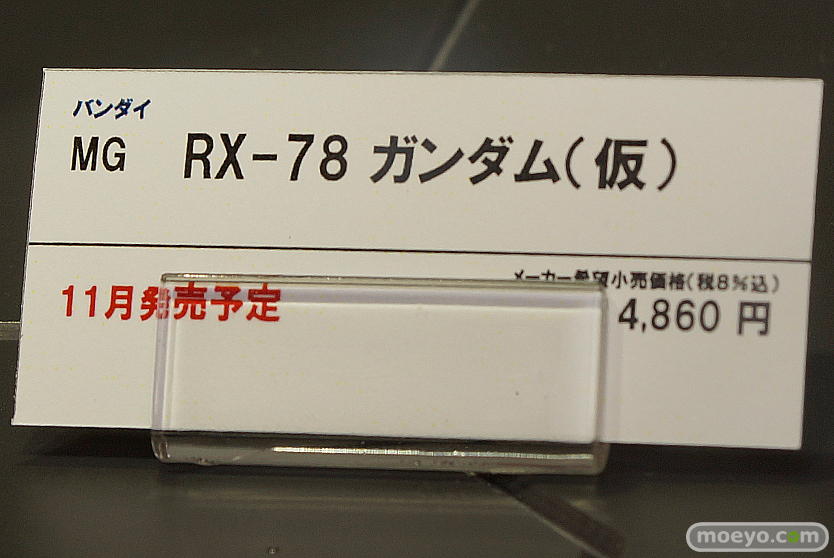 バンダイ
MG RX-78 ガンダム(仮)
11月発売予定
メーカー希望小売価格(税8%込)
4,860 円
moeyo.com